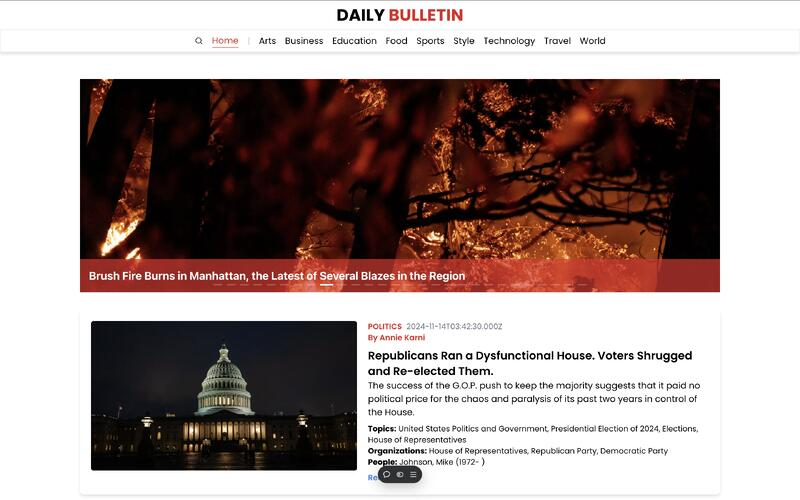 DAILY BULLETIN
Home | Arts Business Education Food Sports Style Technology Travel World
Brush Fire Burns in Manhattan, the Latest of Several Blazes in the Region
POLITICS 2024-11-14T03:42:30.000Z
By Annie Karni
Republicans Ran a Dysfunctional House. Voters Shrugged
and Re-elected Them.
The success of the G.O.P. push to keep the majority suggests that it paid no
political price for the chaos and paralysis of its past two years in control of
the House.
Topics: United States Politics and Government, Presidential Election of 2024, Elections,
House of Representatives
Organizations: House of Representatives, Republican Party, Democratic Party
People: Johnson, Mike (1972- )